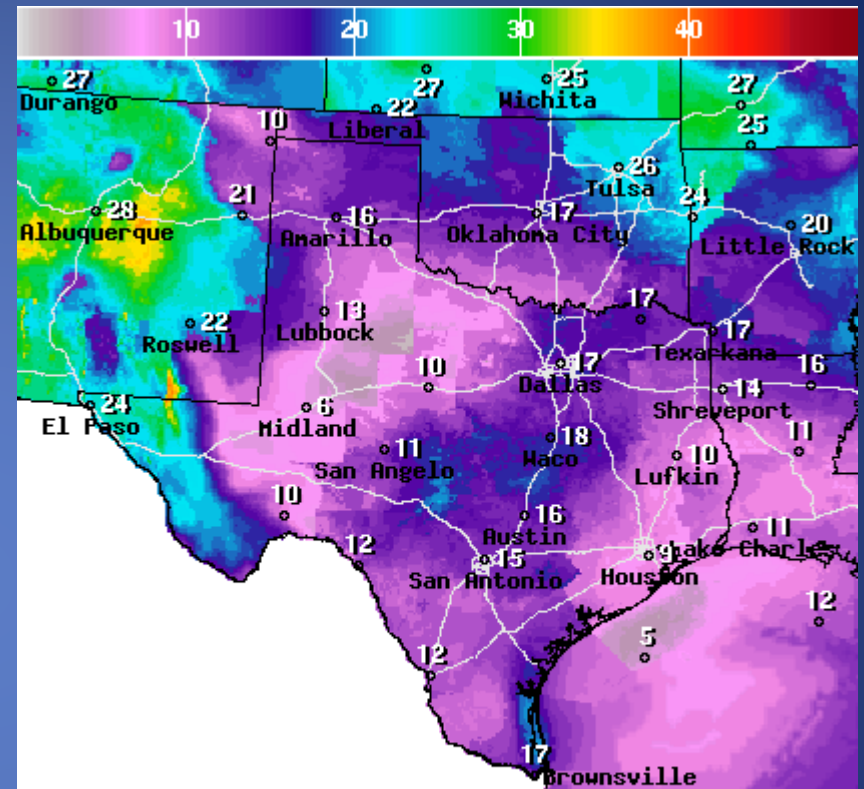 10 20 30 40
27
Durango
27
25
Wichita
27
22
Liberal
10
25
26
Tulsa
28
Albuquerque
21
16
Amarillo
17
Oklahoma City
24
20
Little Rock
22
Roswell
13
Lubbock
17
17
Texarkana
17
Dallas
10
16
14
Shreveport
24
El Paso
6
Midland
11
San Angelo
18
Waco
10
Lufkin
11
10
16
Austin
11
Lake Charles
12
15
San Antonio
9
Houston
12
5
12
17
Brownsville